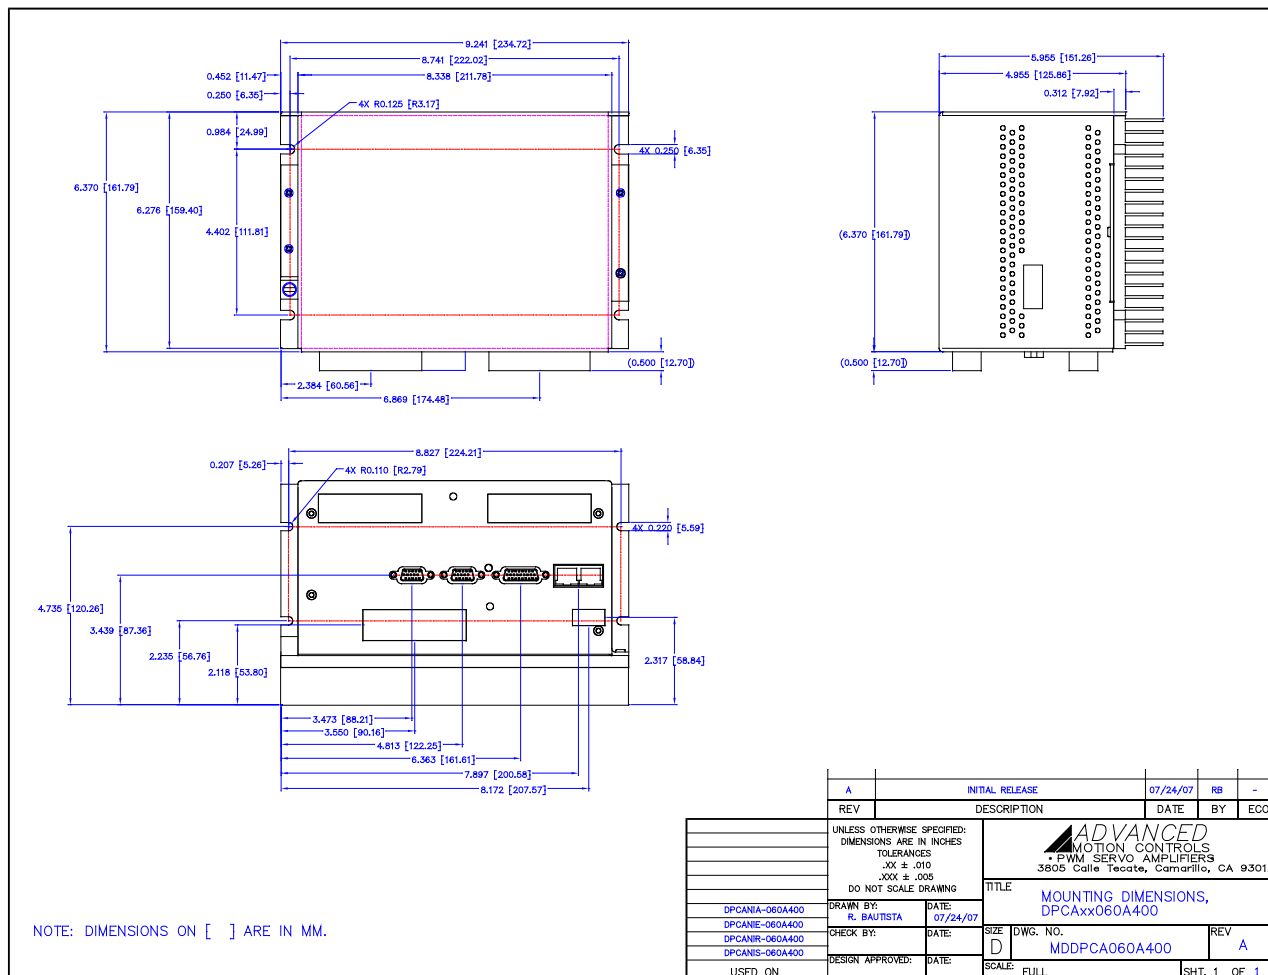 9.241 [234.72]
8.741 [222.02]
0.452 [11.47]
8.338 [211.78]
0.250 [6.35]
4X R0.125 [R3.17]
0.984 [24.99]
4X 0.250 [6.35]
6.370 [161.79]
6.276 [159.40]
4.402 [111.81]
(0.500 [12.70])
2.384 [60.56]
6.869 [174.48]
5.955 [151.26]
4.955 [125.86]
0.312 [7.92]
(6.370 [161.79])
(0.500 [12.70])
8.827 [224.21]
0.207 [5.26]
4X R0.110 [R2.79]
4X 0.220 [5.59]
4.735 [120.26]
3.439 [87.36]
2.235 [56.76]
2.118 [53.80]
2.317 [58.84]
3.473 [88.21]
3.550 [90.16]
4.813 [122.25]
6.363 [161.61]
7.897 [200.58]
8.172 [207.57]
NOTE: DIMENSIONS ON [ ] ARE IN MM.
A INITIAL RELEASE 07/24/07 RB -
REV DESCRIPTION DATE BY ECO
UNLESS OTHERWISE SPECIFIED:
DIMENSIONS ARE IN INCHES
TOLERANCES
.XX ± .010
.XXX ± .005
DO NOT SCALE DRAWING
ADVANCED
MOTION CONTROLS
• PWM SERVO AMPLIFIERS
3805 Calle Tecate, Camarillo, CA 9301
TITLE
MOUNTING DIMENSIONS,
DPCAxx060A400
DPCANIA-060A400
DPCANIE-060A400
DPCANIR-060A400
DPCANIS-060A400
USED ON
DRAWN BY: DATE:
R. BAUTISTA 07/24/07
CHECK BY: DATE:
DESIGN APPROVED: DATE:
SIZE DWG. NO. REV
D MDDPCA060A400 A
SCALE: FULL SHT. 1 OF 1